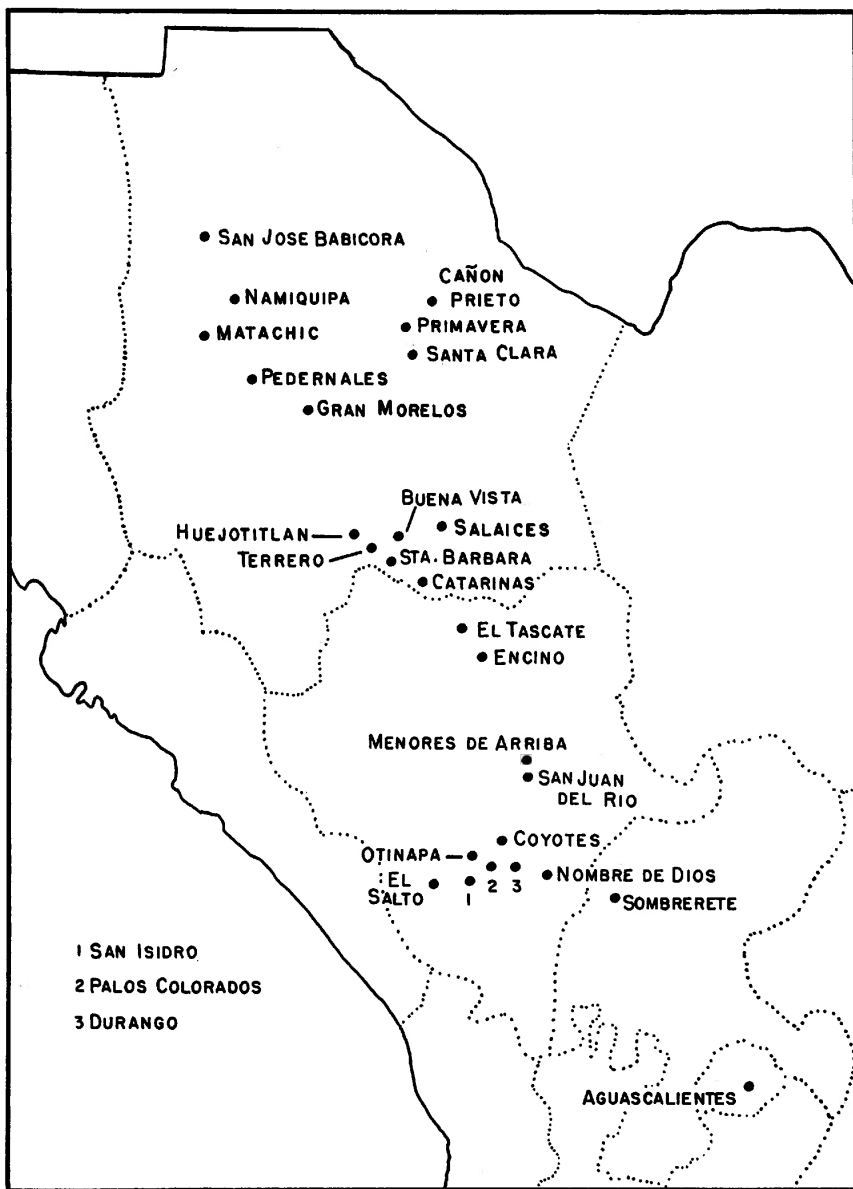 SAN JOSE BABICORA
CAÑON
PRIETO
NAMIQUIPA
PRIMAVERA
MATACHIC
SANTA CLARA
PEDERNALES
GRAN MORELOS
BUENA VISTA
HUEJOTITLAN
SALAICES
TERRERO
STA. BARBARA
CATARINAS
EL TASCATE
ENCINO
MENORES DE ARRIBA
SAN JUAN
DEL RIO
COYOTES
OTINAPA
EL
SALTO
1
2
3
NOMBRE DE DIOS
SOMBRERETE
1 SAN ISIDRO
2 PALOS COLORADOS
3 DURANGO
AGUASCALIENTES